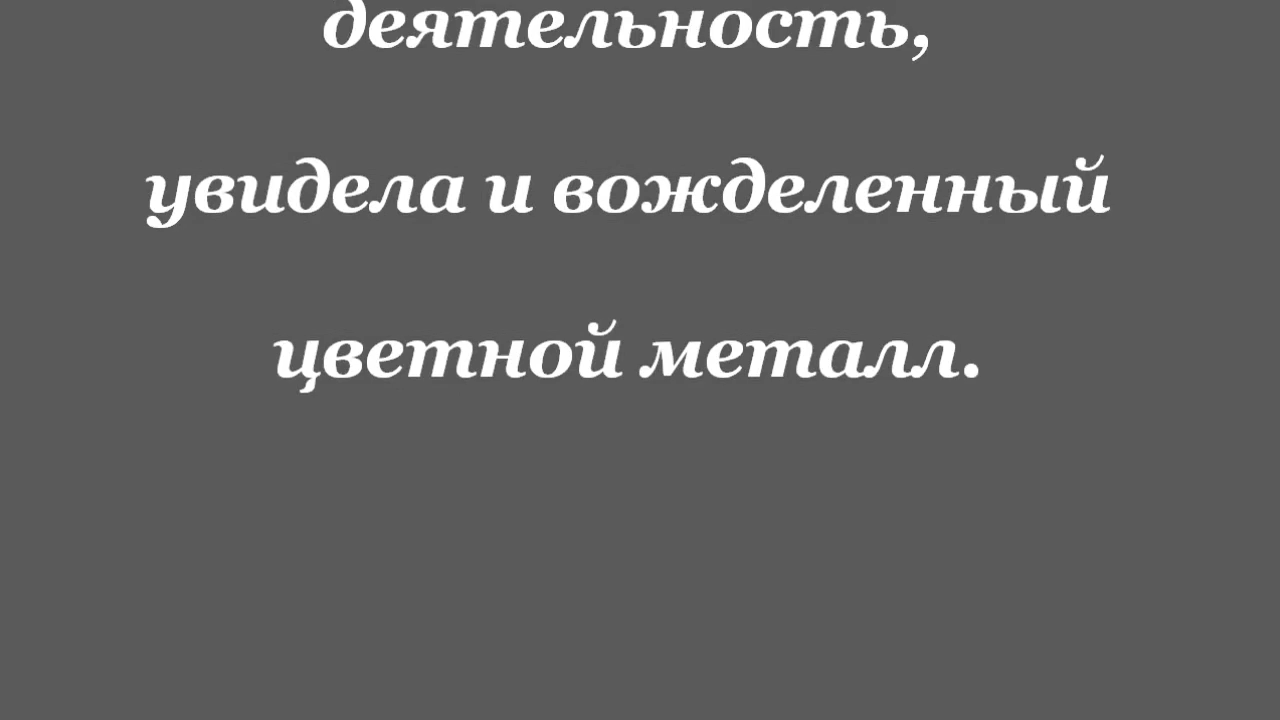 деятельность,
увидела и вожделенный
цветной металл.